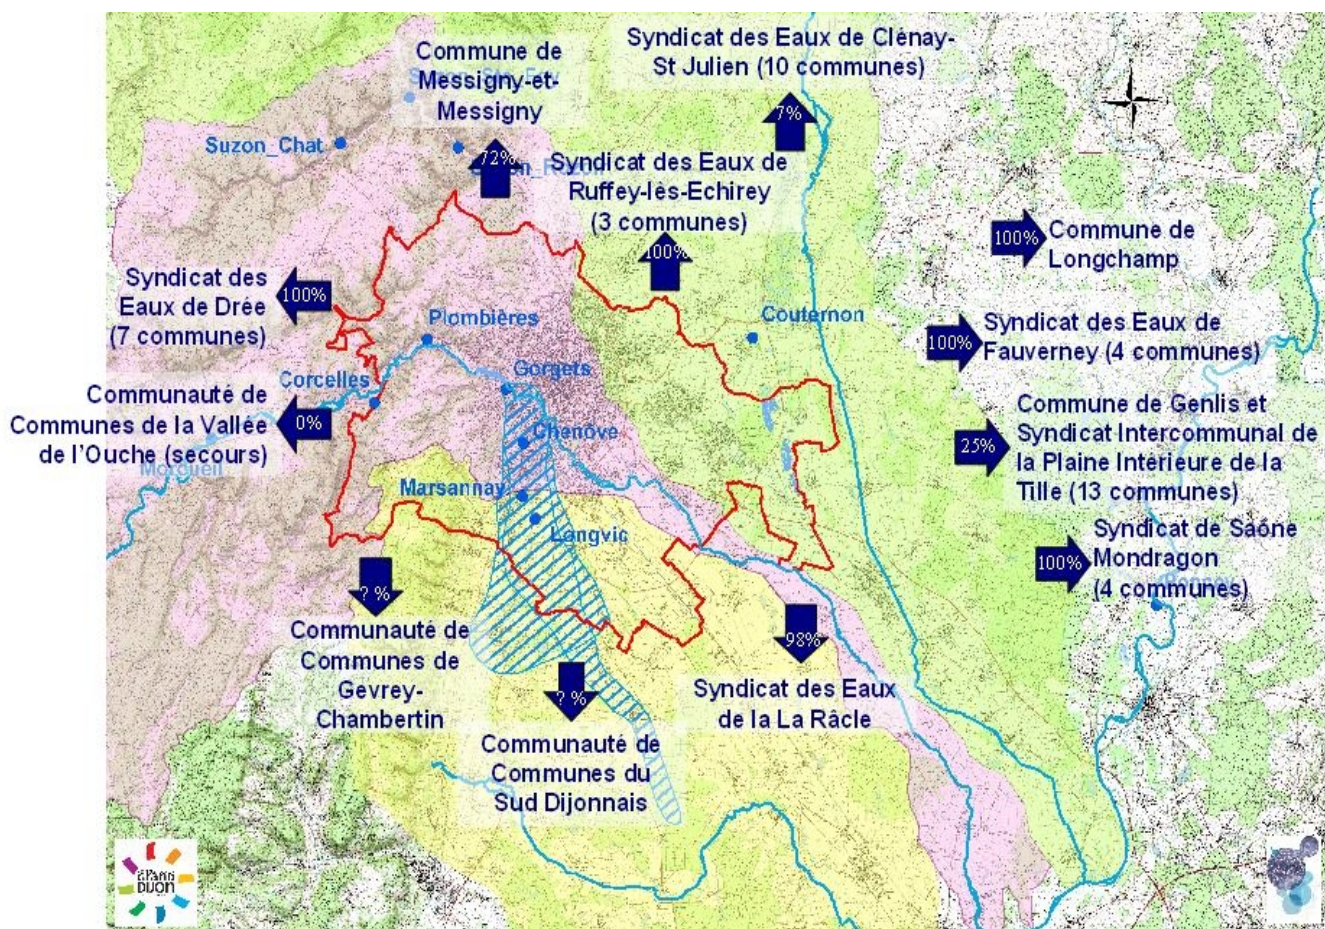 Commune de
Messigny-et-
Messigny
72%
Syndicat des Eaux de Clénay-
St Julien (10 communes)
7%
Suzon_Chat
Syndicat des Eaux de
Ruffey-lès-Echirey
(3 communes)
100%
100%
Commune de
Longchamp
Syndicat des
Eaux de Drée
(7 communes)
100%
Plombières
Couternon
100%
Syndicat des Eaux de
Fauverney (4 communes)
Corcelles
Gorgets
Communauté de
Communes de la Vallée
de l'Ouche (secours)
0%
Chenôve
Commune de Genlis et
Syndicat Intercommunal de
la Plaine Intérieure de la
Tille (13 communes)
25%
Morcueil
Marsannay
Longvic
100%
Syndicat de Saône
Mondragon
(4 communes)
Poncey
? %
Communauté de
Communes de
Gevrey-
Chambertin
? %
Communauté de
Communes du
Sud Dijonnais
98%
Syndicat des Eaux
de la La Râcle
GRAND
DIJON